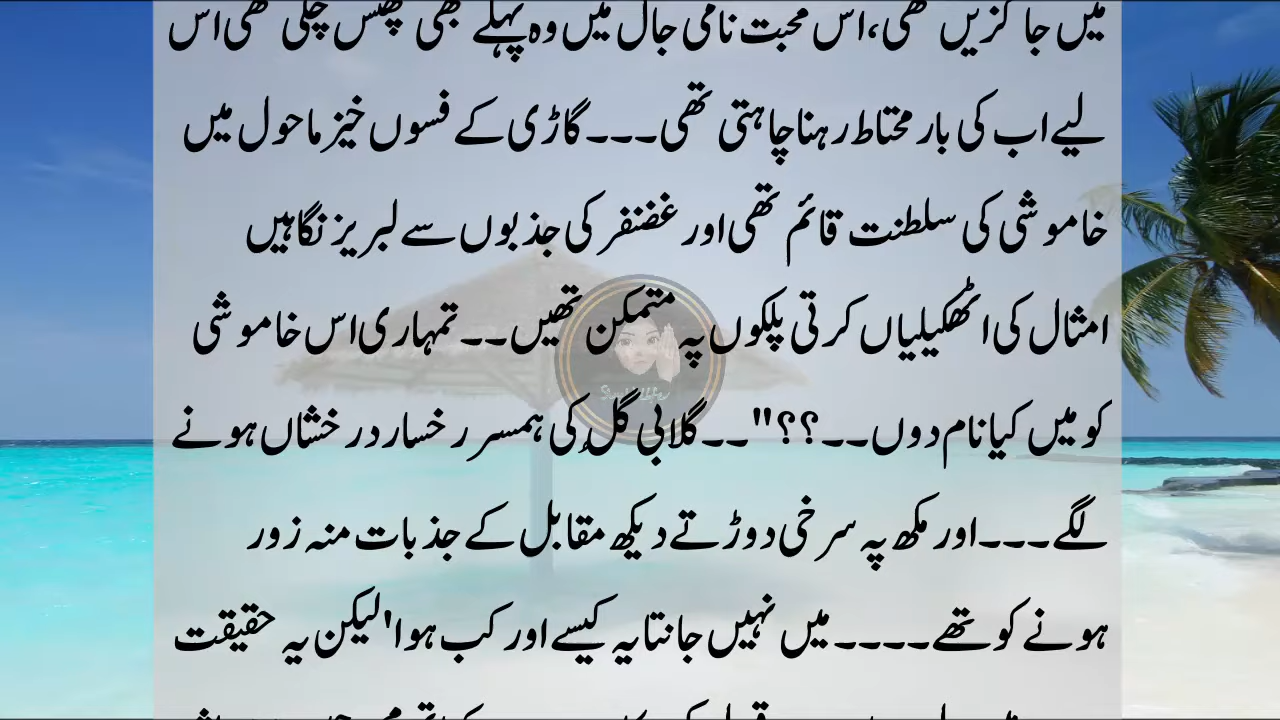 میں جا گزیں تھی، اس محبت نامی جال میں وہ پہلے بھی پھنس چکی تھی اس
لیے اب کی بار محتاط رہنا چاہتی تھی۔۔۔ گاڑی کے فسوں خیز ماحول میں
خاموشی کی سلطنت قائم تھی اور غضنفر کی جذبوں سے لبریز نگاہیں
امثال کی اٹھکیلیاں کرتی پلکوں پہ متمکن تھیں۔۔ تمہاری اس خاموشی
کو میں کیا نام دوں۔۔؟؟"۔۔ گلابی گل کی ہمسر رخسار درخشاں ہونے
لگے۔۔۔ اور مکھ پہ سرخی دوڑتے دیکھ مقابل کے جذبات منہ زور
ہونے کو تھے۔۔۔۔ میں نہیں جانتا یہ کیسے اور کب ہوا' لیکن یہ حقیقت